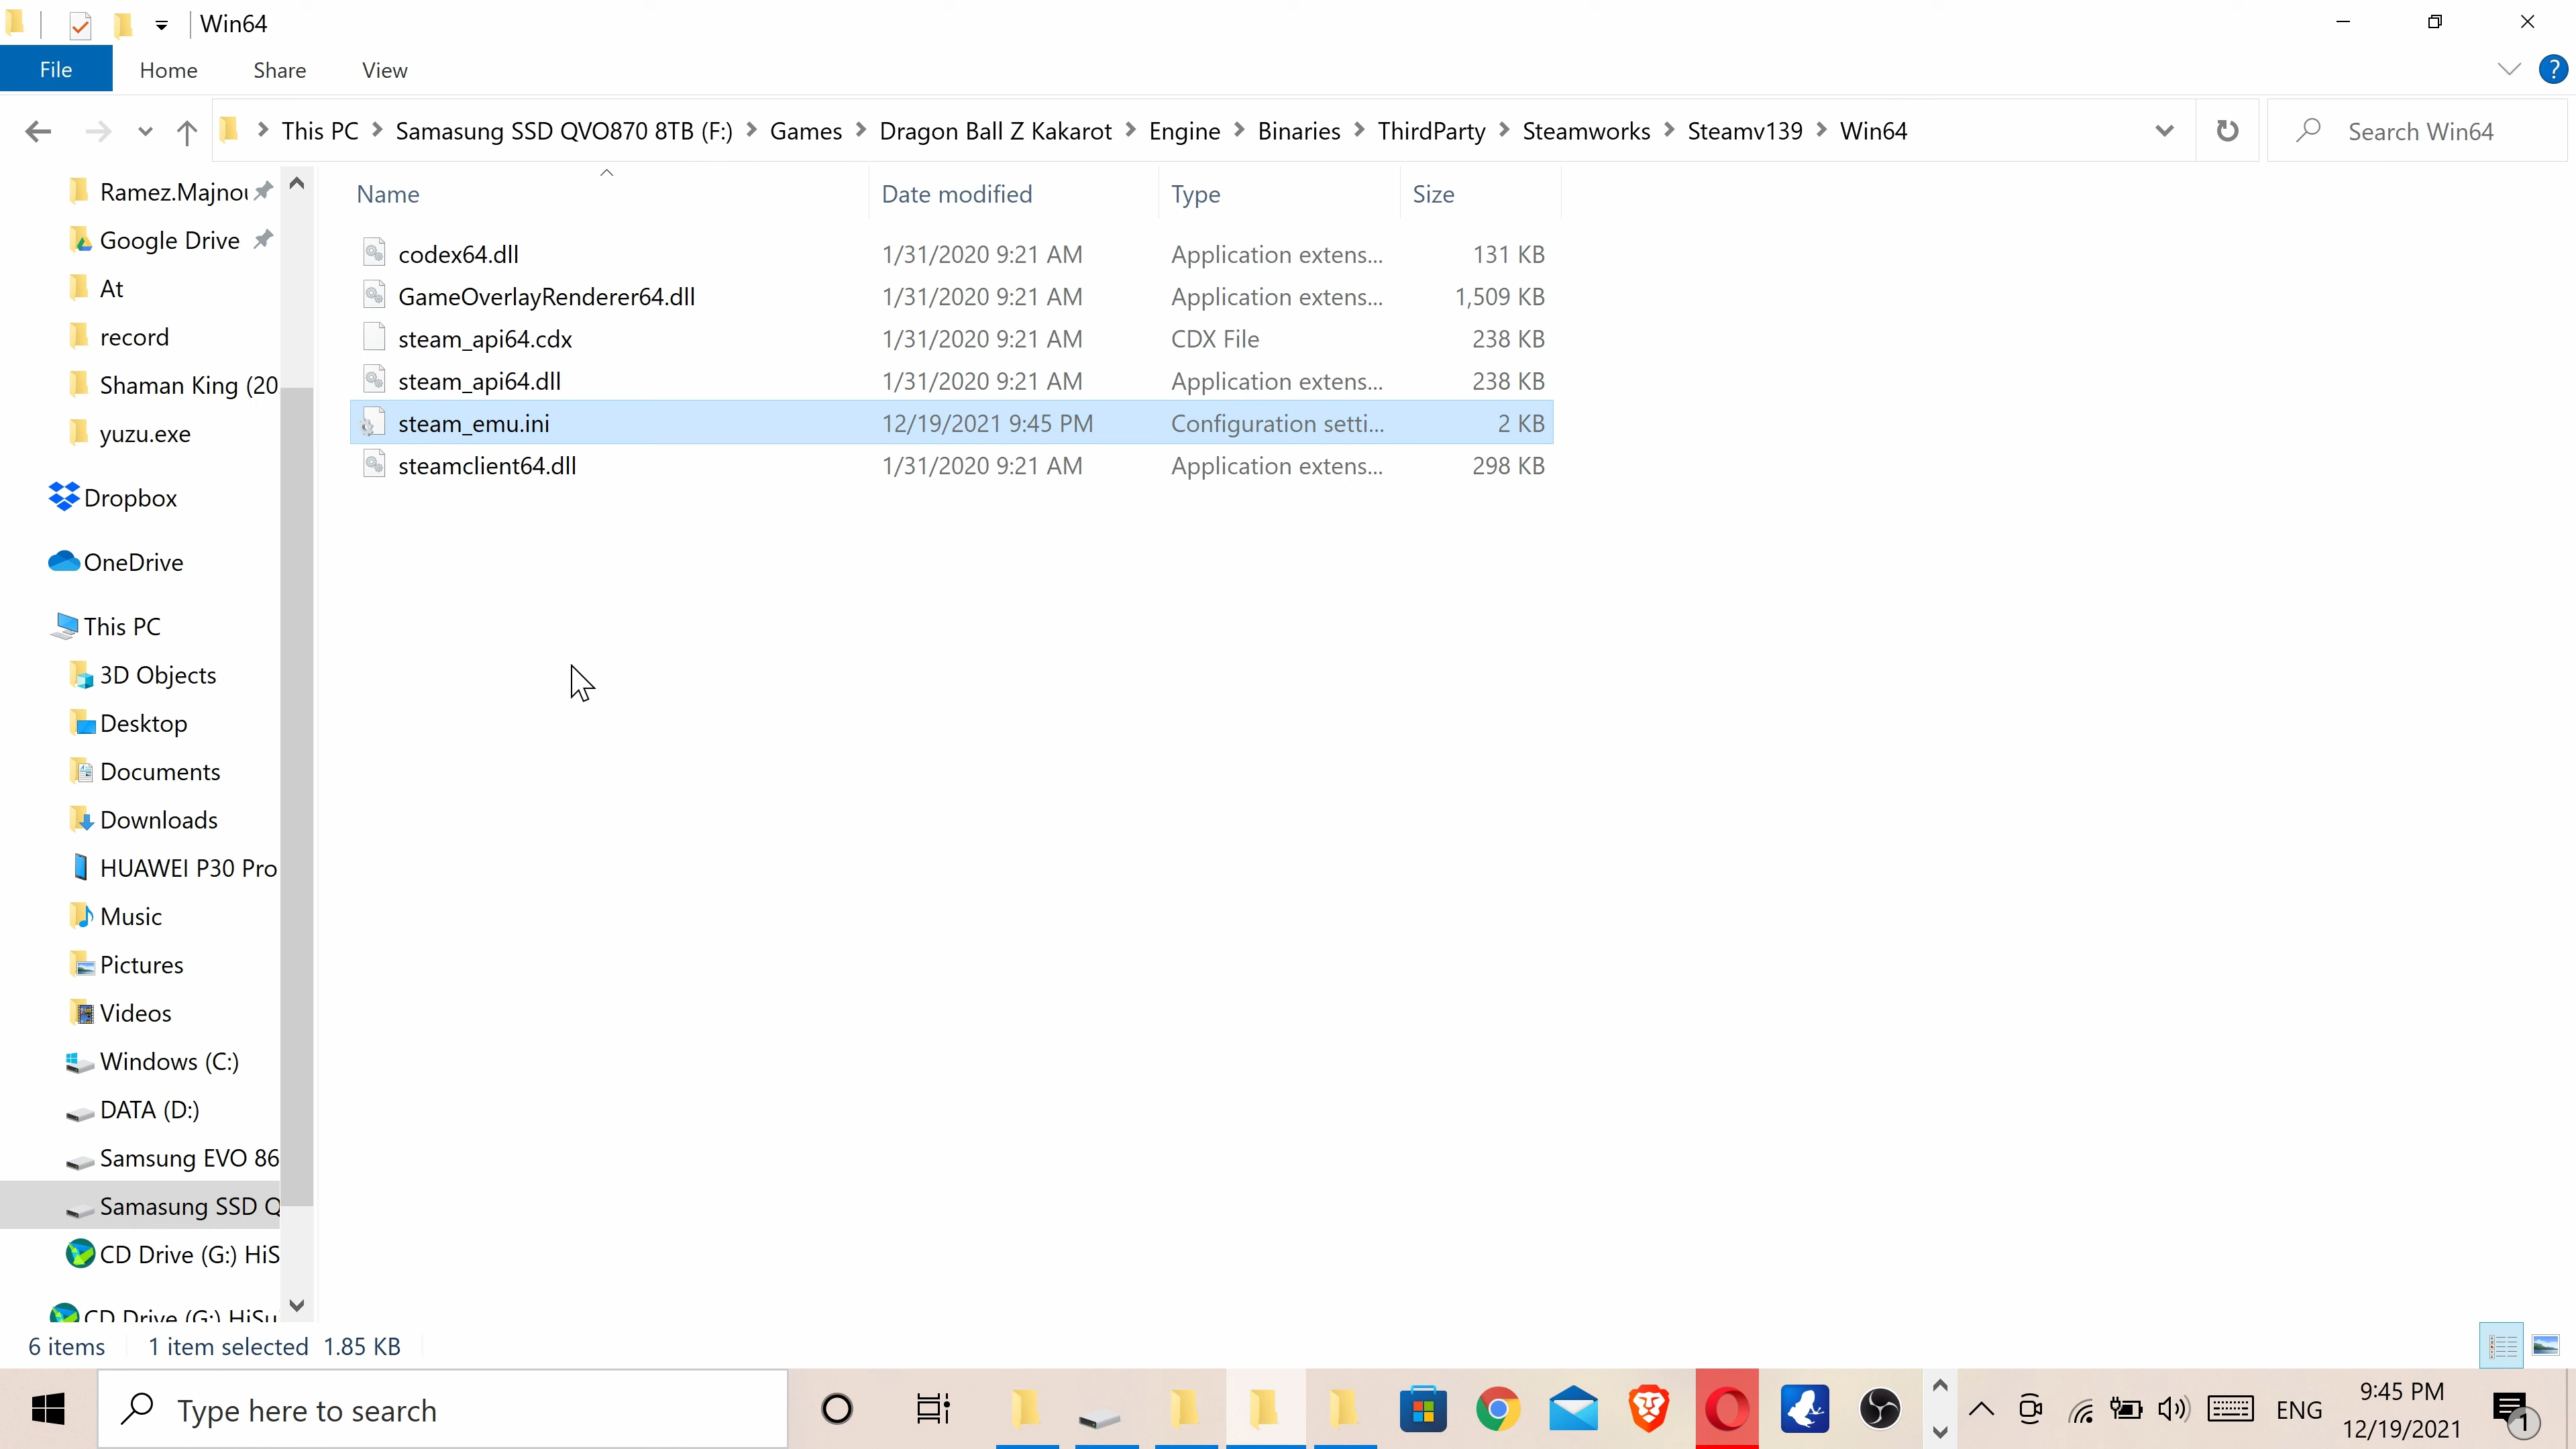 Win64
File Home Share View
This PC Samasung SSD QVO870 8TB (F:) Games Dragon Ball Z Kakarot Engine Binaries ThirdParty Steamworks Steamv139 Win64
Search Win64
Name Date modified Type Size
codex64.dll 1/31/2020 9:21 AM Application extens... 131 KB
GameOverlayRenderer64.dll 1/31/2020 9:21 AM Application extens... 1,509 KB
steam_api64.cdx 1/31/2020 9:21 AM CDX File 238 KB
steam_api64.dll 1/31/2020 9:21 AM Application extens... 238 KB
steam_emu.ini 12/19/2021 9:45 PM Configuration setti... 2 KB
steamclient64.dll 1/31/2020 9:21 AM Application extens... 298 KB
Ramez.Majnou
Google Drive
At
record
Shaman King (20
yuzu.exe
Dropbox
OneDrive
This PC
3D Objects
Desktop
Documents
Downloads
HUAWEI P30 Pro
Music
Pictures
Videos
Windows (C:)
DATA (D:)
Samsung EVO 86
Samasung SSD Q
CD Drive (G:) HiS
CD Drive (G:) HiSu
6 items 1 item selected 1.85 KB
Type here to search
ENG
9:45 PM
12/19/2021
1